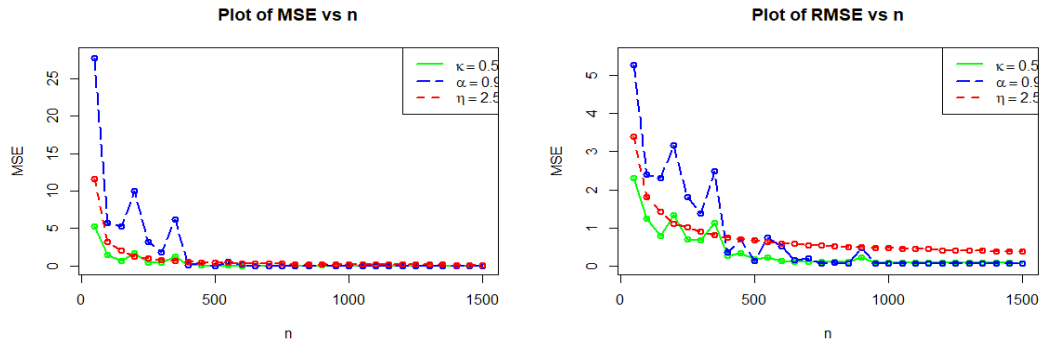 Plot of MSE vs n
MSE
25
20
15
10
5
0
κ = 0.5
α = 0.9
η = 2.5
0 500 1000 1500
n
Plot of RMSE vs n
MSE
5
4
3
2
1
0
κ = 0.5
α = 0.9
η = 2.5
0 500 1000 1500
n